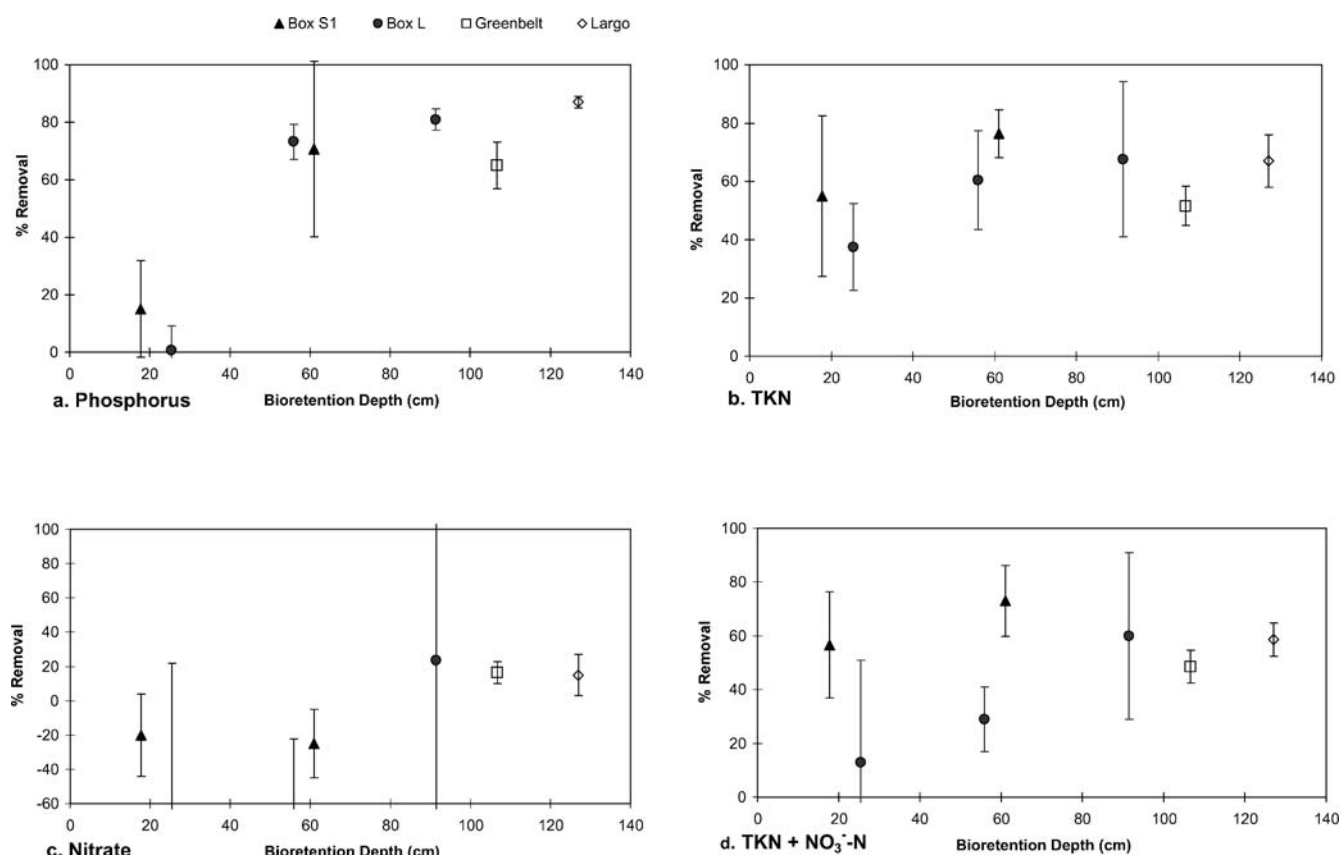 Box S1 Box L Greenbelt Largo
100
80
60
40
20
0
% Removal
0 20 40 60 80 100 120 140
a. Phosphorus Bioretention Depth (cm)
100
80
60
40
20
0
% Removal
0 20 40 60 80 100 120 140
b. TKN Bioretention Depth (cm)
100
80
60
40
20
0
-20
-40
-60
% Removal
0 20 40 60 80 100 120 140
c. Nitrate Bioretention Depth (cm)
100
80
60
40
20
0
% Removal
0 20 40 60 80 100 120 140
d. TKN + NO₃⁻-N Bioretention Depth (cm)